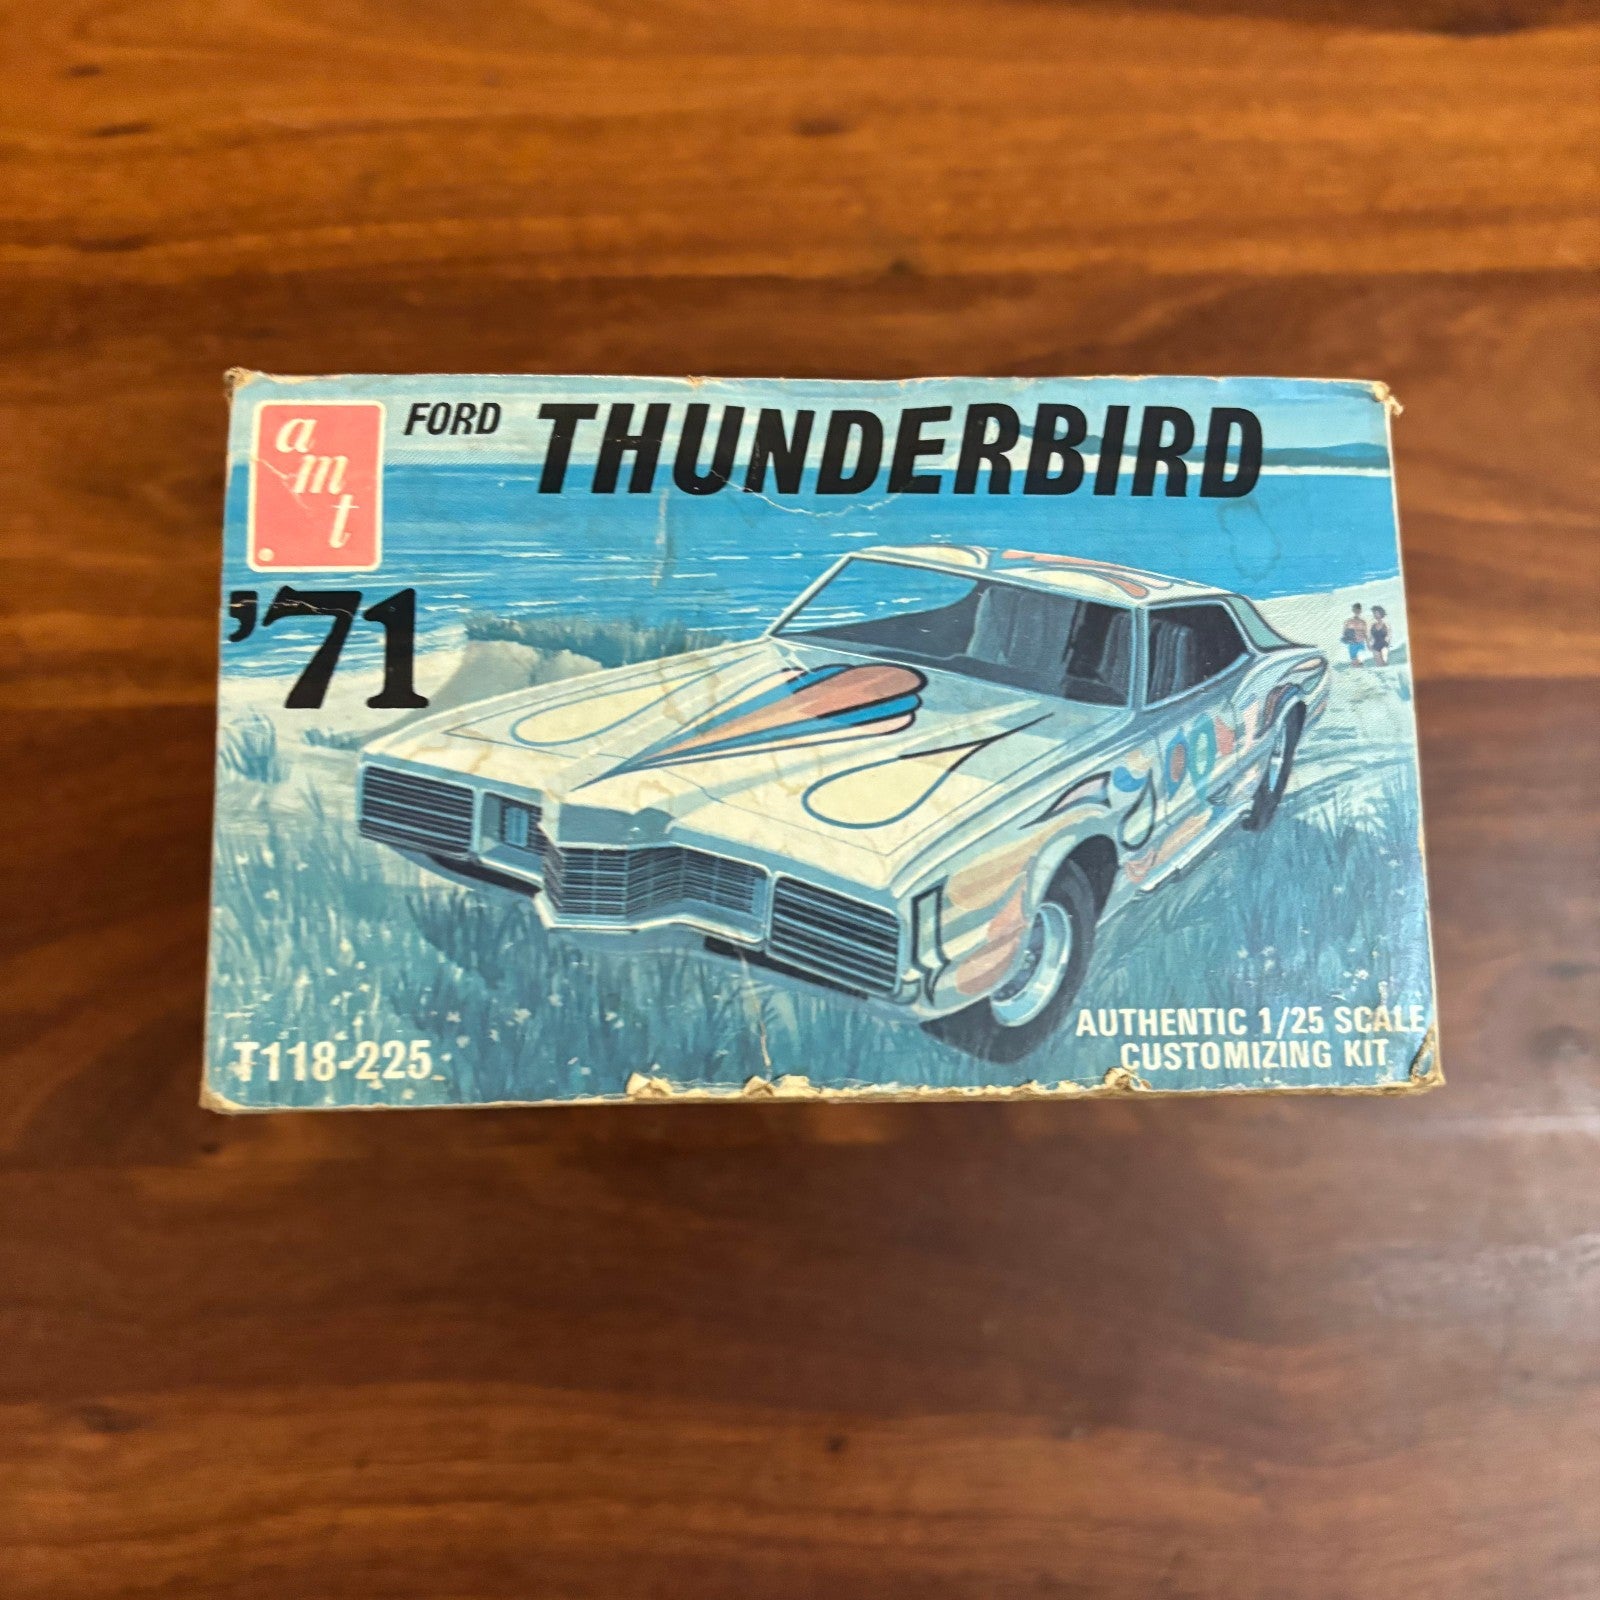 amt
FORD THUNDERBIRD
'71
T118-225
AUTHENTIC 1/25 SCALE
CUSTOMIZING KIT